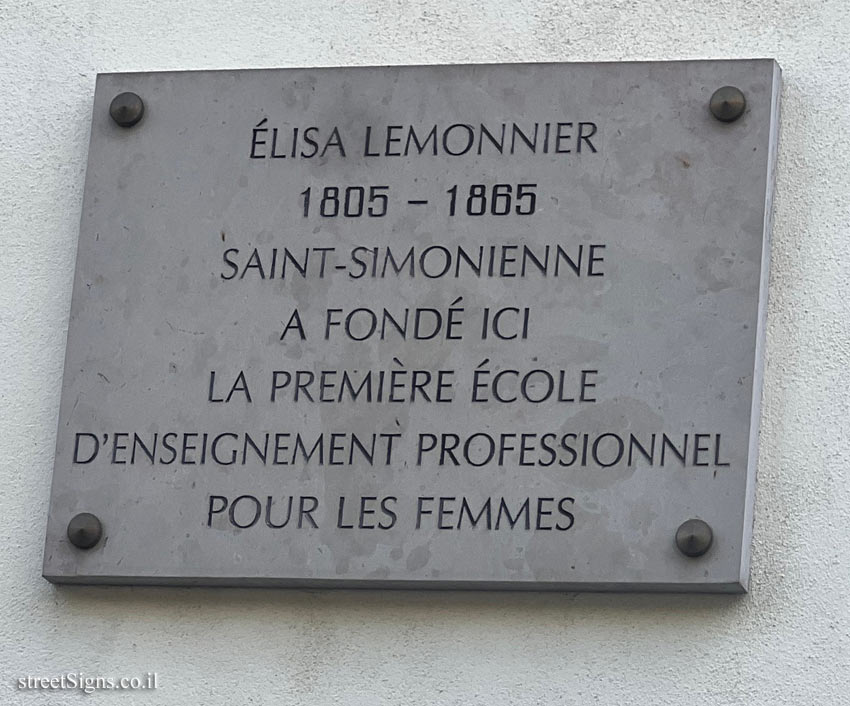 ÉLISA LEMONNIER
1805 – 1865
SAINT-SIMONIENNE
A FONDÉ ICI
LA PREMIÈRE ÉCOLE
D'ENSEIGNEMENT PROFESSIONNEL
POUR LES FEMMES
streetSigns.co.il